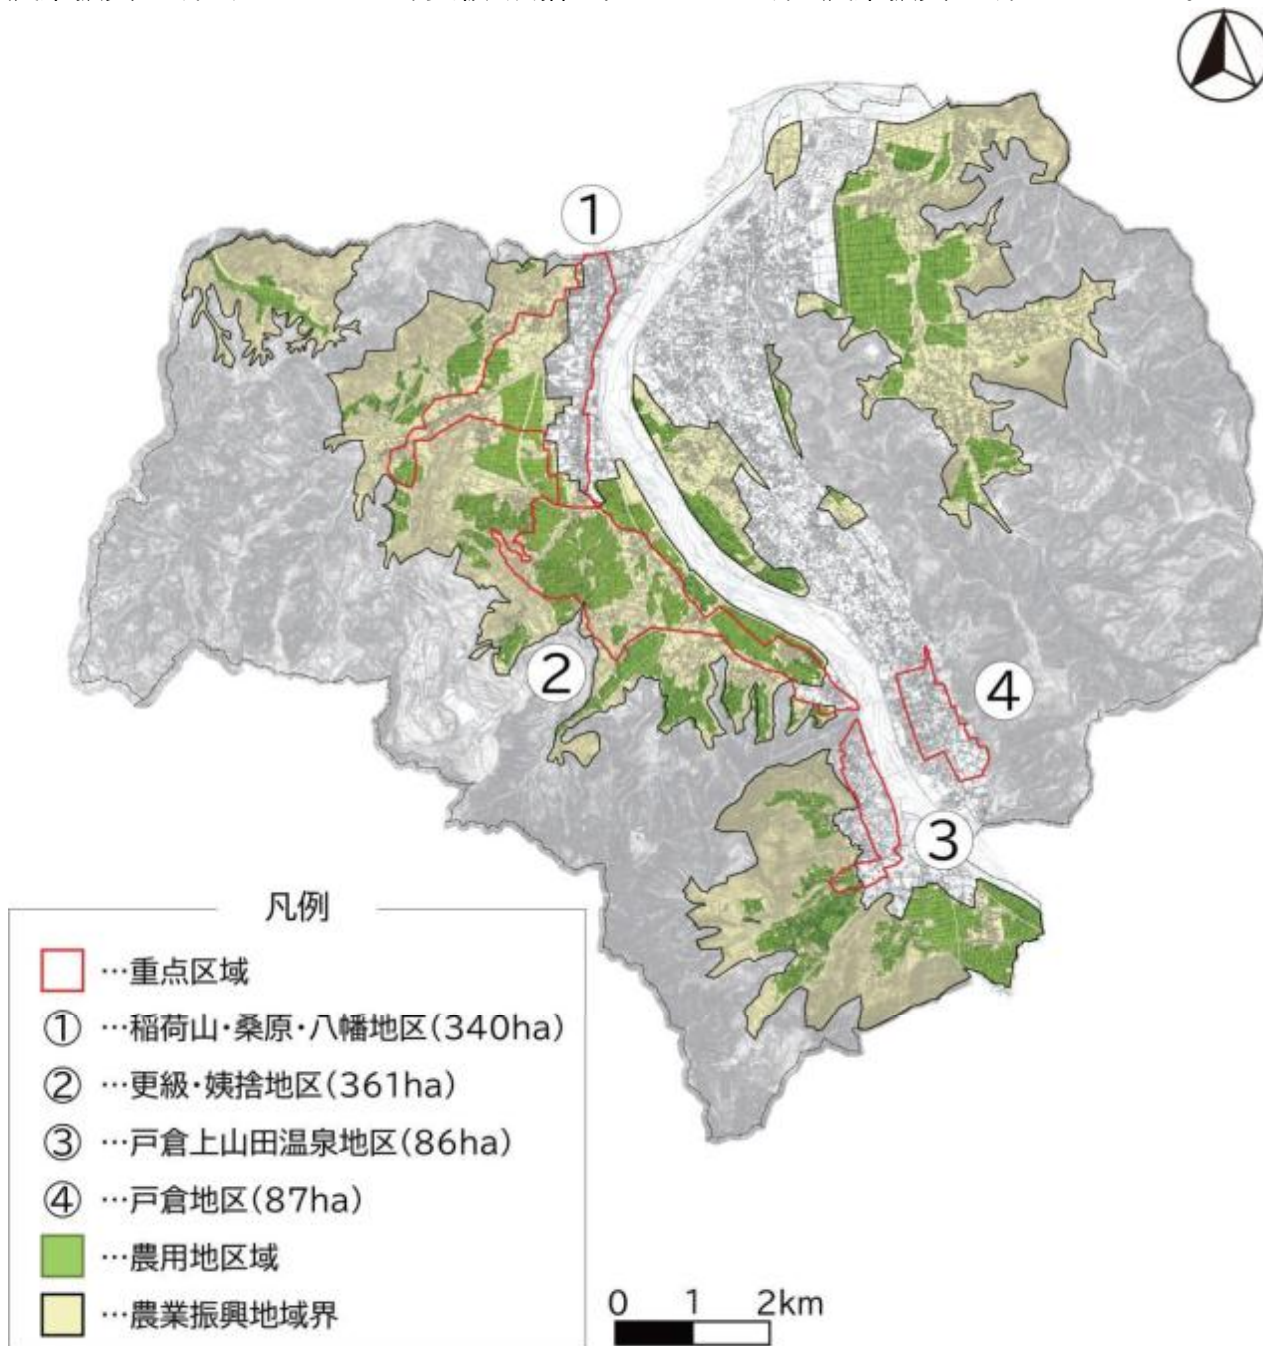 ①
②
④
③
凡例
…重点区域
① …稲荷山・桑原・八幡地区(340ha)
② …更級・姨捨地区(361ha)
③ …戸倉上山田温泉地区(86ha)
④ …戸倉地区(87ha)
…農用地区域
…農業振興地域界
0 1 2km